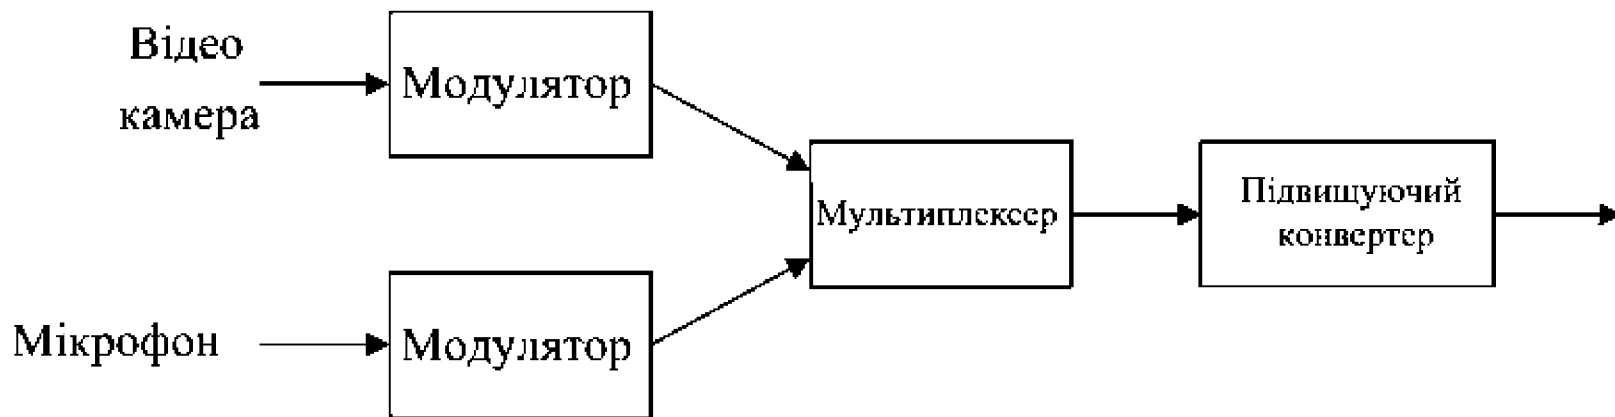 Відео
камера
Модулятор
Мультиплексер
Підвищуючий
конвертер
Мікрофон
Модулятор